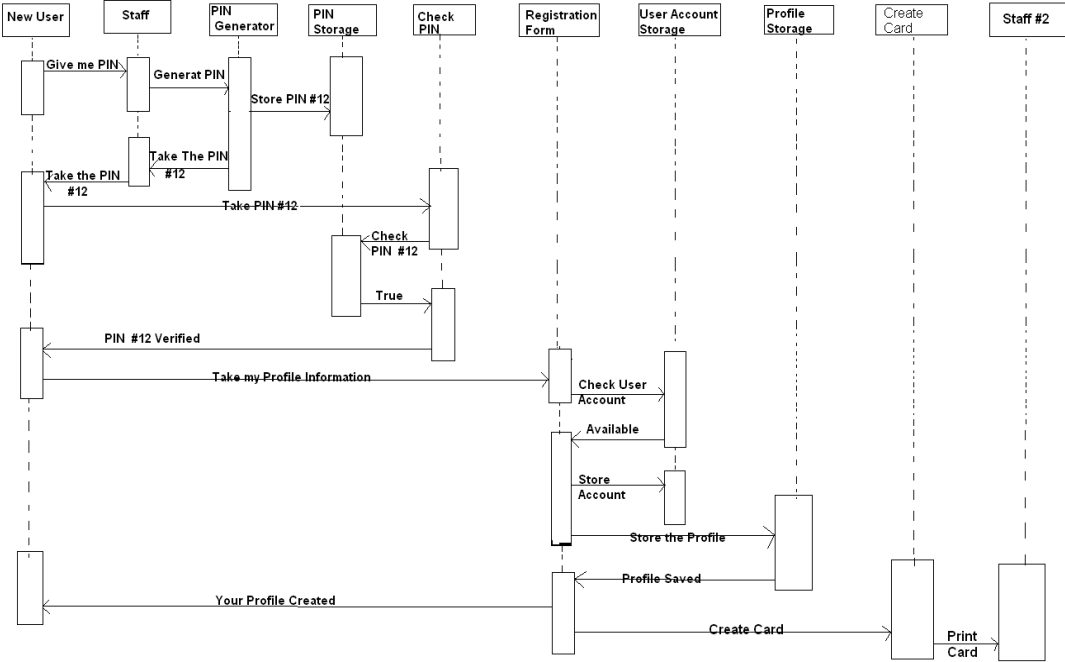 New User
Staff
PIN
Generator
PIN
Storage
Check
PIN
Registration
Form
User Account
Storage
Profile
Storage
Create
Card
Staff #2
Give me PIN
Generat PIN
Store PIN #12
Take The PIN
#12
Take the PIN
#12
Take PIN #12
Check
PIN #12
True
PIN #12 Verified
Take my Profile Information
Check User
Account
Available
Store
Account
Store the Profile
Profile Saved
Your Profile Created
Create Card
Print
Card